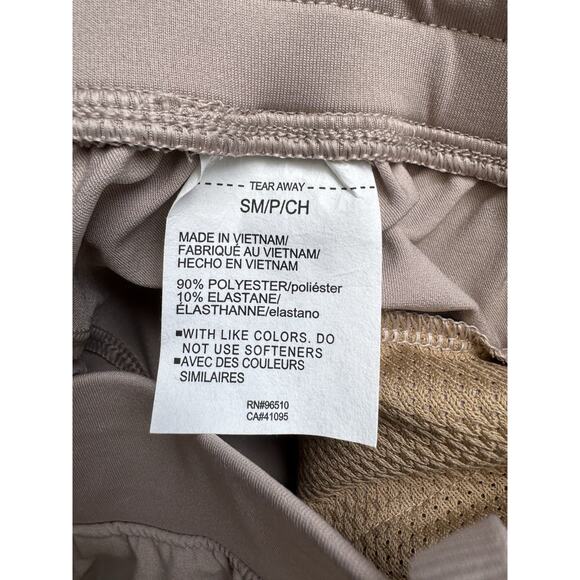 TEAR AWAY
SM/P/CH
MADE IN VIETNAM/
FABRIQUÉ AU VIETNAM/
HECHO EN VIETNAM
90% POLYESTER/poliéster
10% ELASTANE/
ÉLASTHANNE/elastano
▪WITH LIKE COLORS. DO
NOT USE SOFTENERS
▪AVEC DES COULEURS
SIMILAIRES
RN#96510
CA#41095